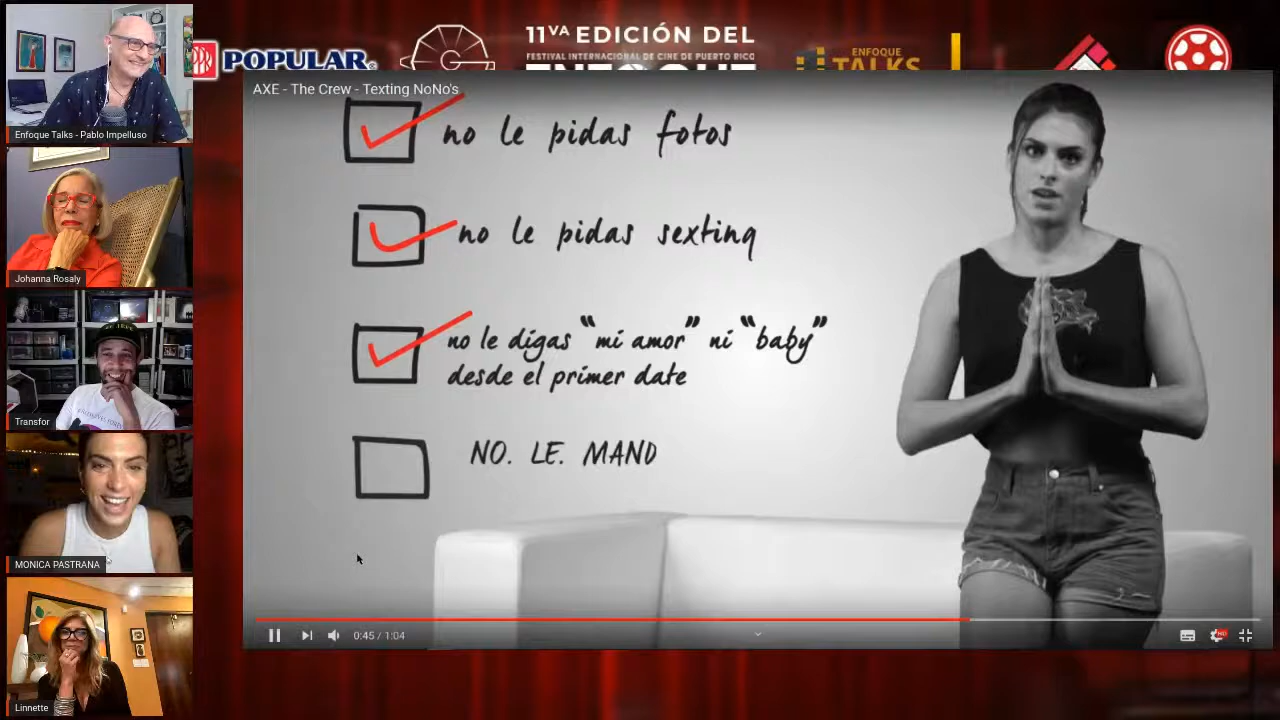 POPULAR
11VA EDICIÓN DEL
FESTIVAL INTERNACIONAL DE CINE DE PUERTO RICO
ENFOQUE
ENFOQUE
TALKS
AXE - The Crew - Texting NoNo's
no le pidas fotos
no le pidas sexting
no le digas "mi amor" ni "baby"
desde el primer date
NO. LE. MAND
0:45 / 1:04
HD
Enfoque Talks - Pablo Impelluso
Johanna Rosaly
Transfor
MONICA PASTRANA
Linnette